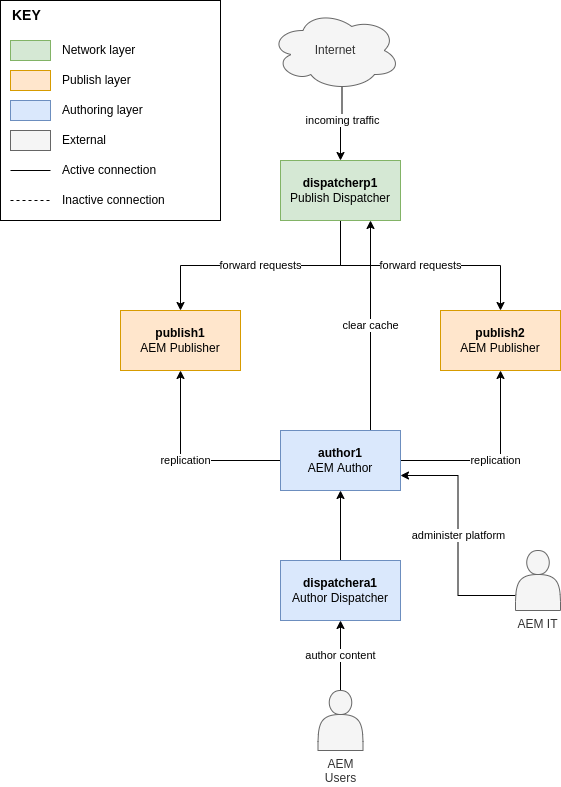 KEY
Network layer
Publish layer
Authoring layer
External
Active connection
Inactive connection
Internet
incoming traffic
dispatcherp1
Publish Dispatcher
forward requests
forward requests
publish1
AEM Publisher
clear cache
publish2
AEM Publisher
author1
AEM Author
replication
replication
administer platform
dispatchera1
Author Dispatcher
AEM IT
author content
AEM
Users